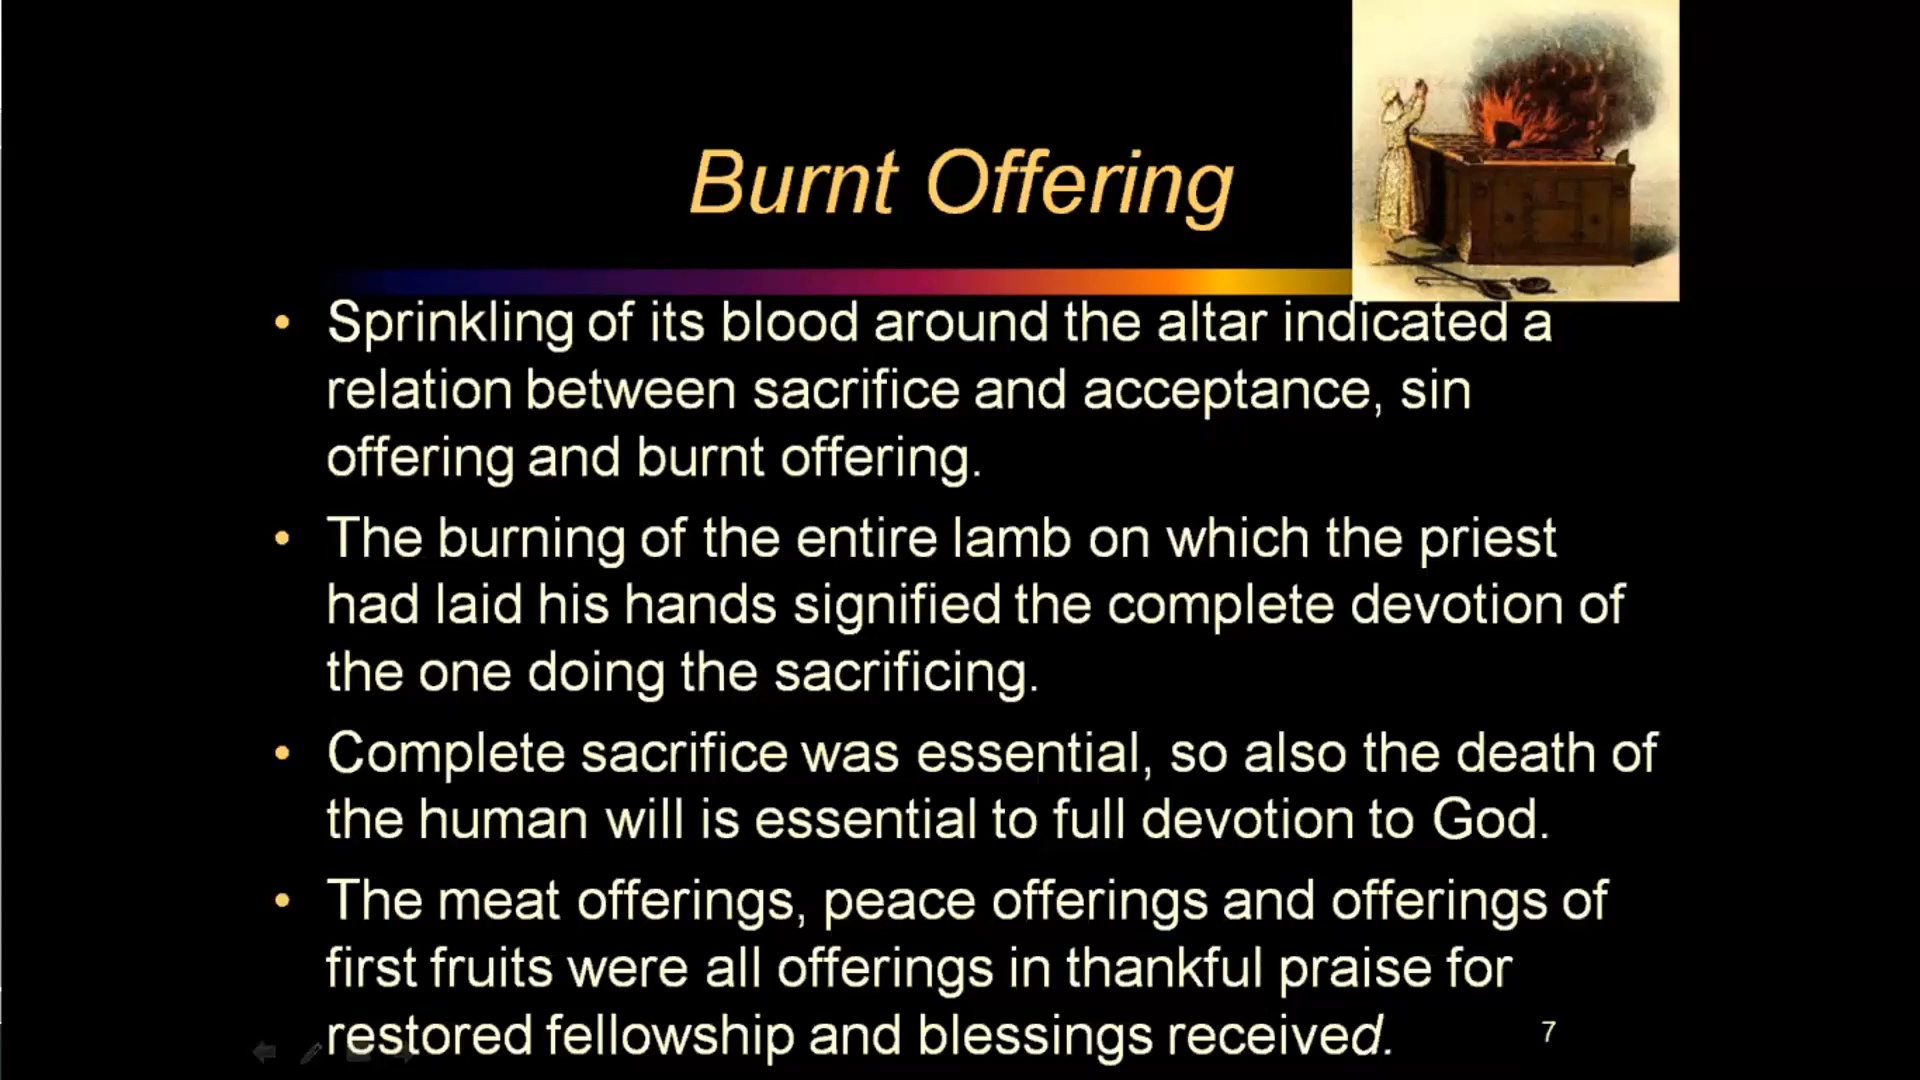 Burnt Offering
• Sprinkling of its blood around the altar indicated a
relation between sacrifice and acceptance, sin
offering and burnt offering.
• The burning of the entire lamb on which the priest
had laid his hands signified the complete devotion of
the one doing the sacrificing.
• Complete sacrifice was essential, so also the death of
the human will is essential to full devotion to God.
• The meat offerings, peace offerings and offerings of
first fruits were all offerings in thankful praise for
restored fellowship and blessings received.
7